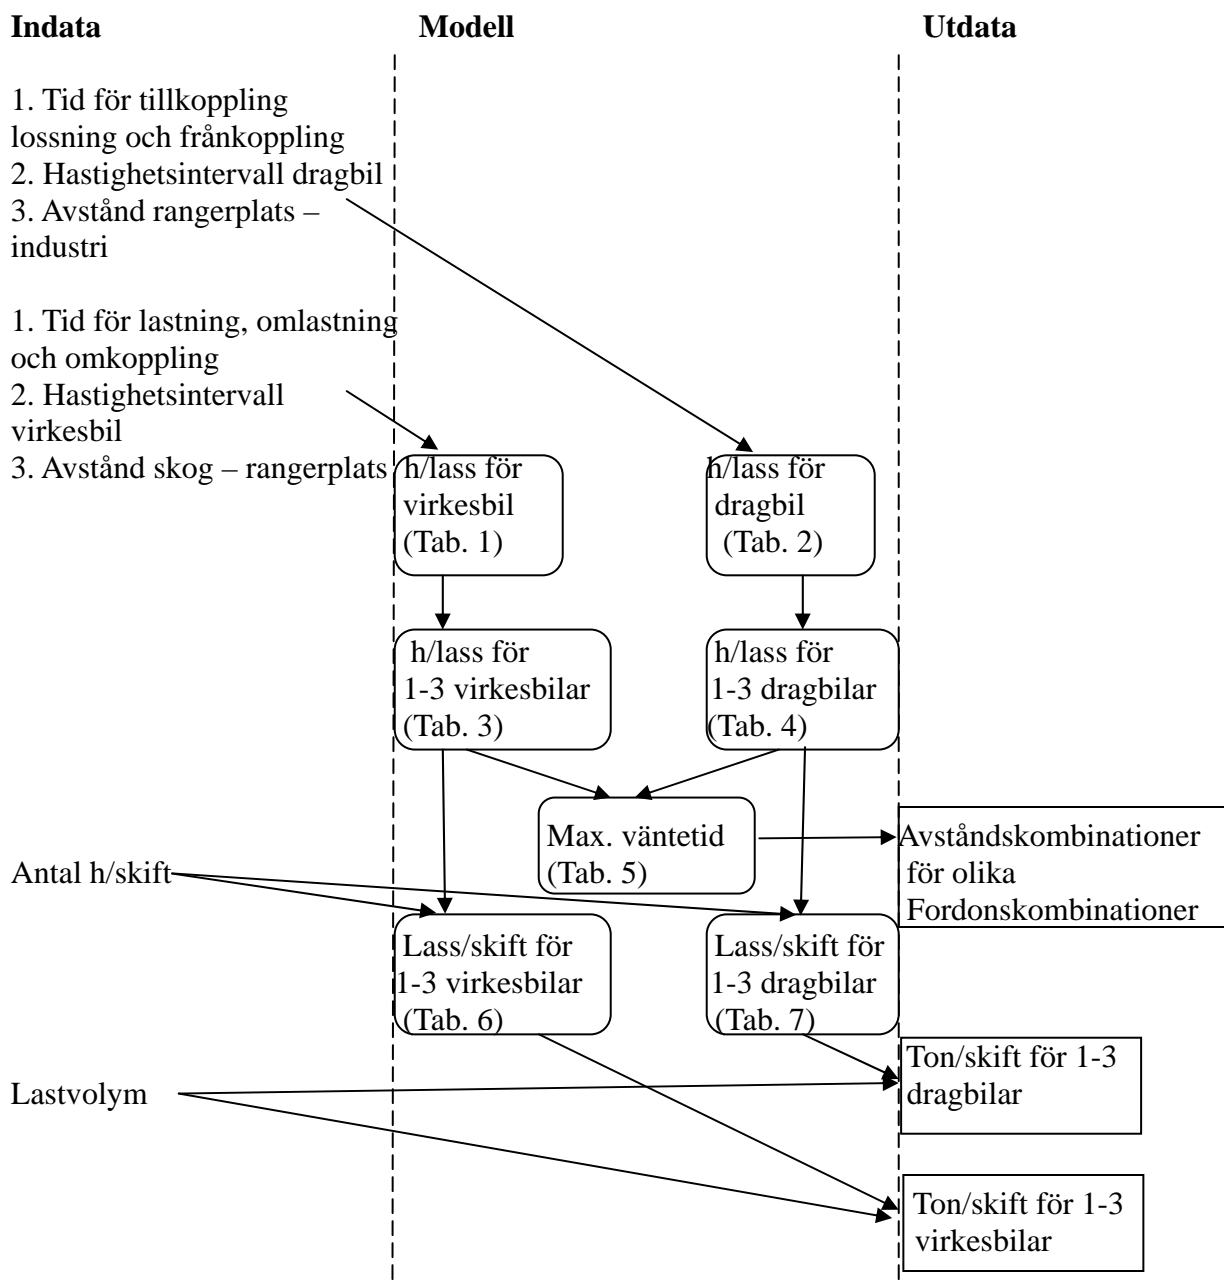 Indata
Modell
Utdata
1. Tid för tillkoppling
lossning och frånkoppling
2. Hastighetsintervall dragbil
3. Avstånd rangerplats –
industri
1. Tid för lastning, omlastning
och omkoppling
2. Hastighetsintervall
virkesbil
3. Avstånd skog – rangerplats
h/lass för
virkesbil
(Tab. 1)
h/lass för
dragbil
(Tab. 2)
h/lass för
1-3 virkesbilar
(Tab. 3)
h/lass för
1-3 dragbilar
(Tab. 4)
Max. väntetid
(Tab. 5)
Avståndskombinationer
för olika
Fordonskombinationer
Antal h/skift
Lass/skift för
1-3 virkesbilar
(Tab. 6)
Lass/skift för
1-3 dragbilar
(Tab. 7)
Ton/skift för 1-3
dragbilar
Lastvolym
Ton/skift för 1-3
virkesbilar